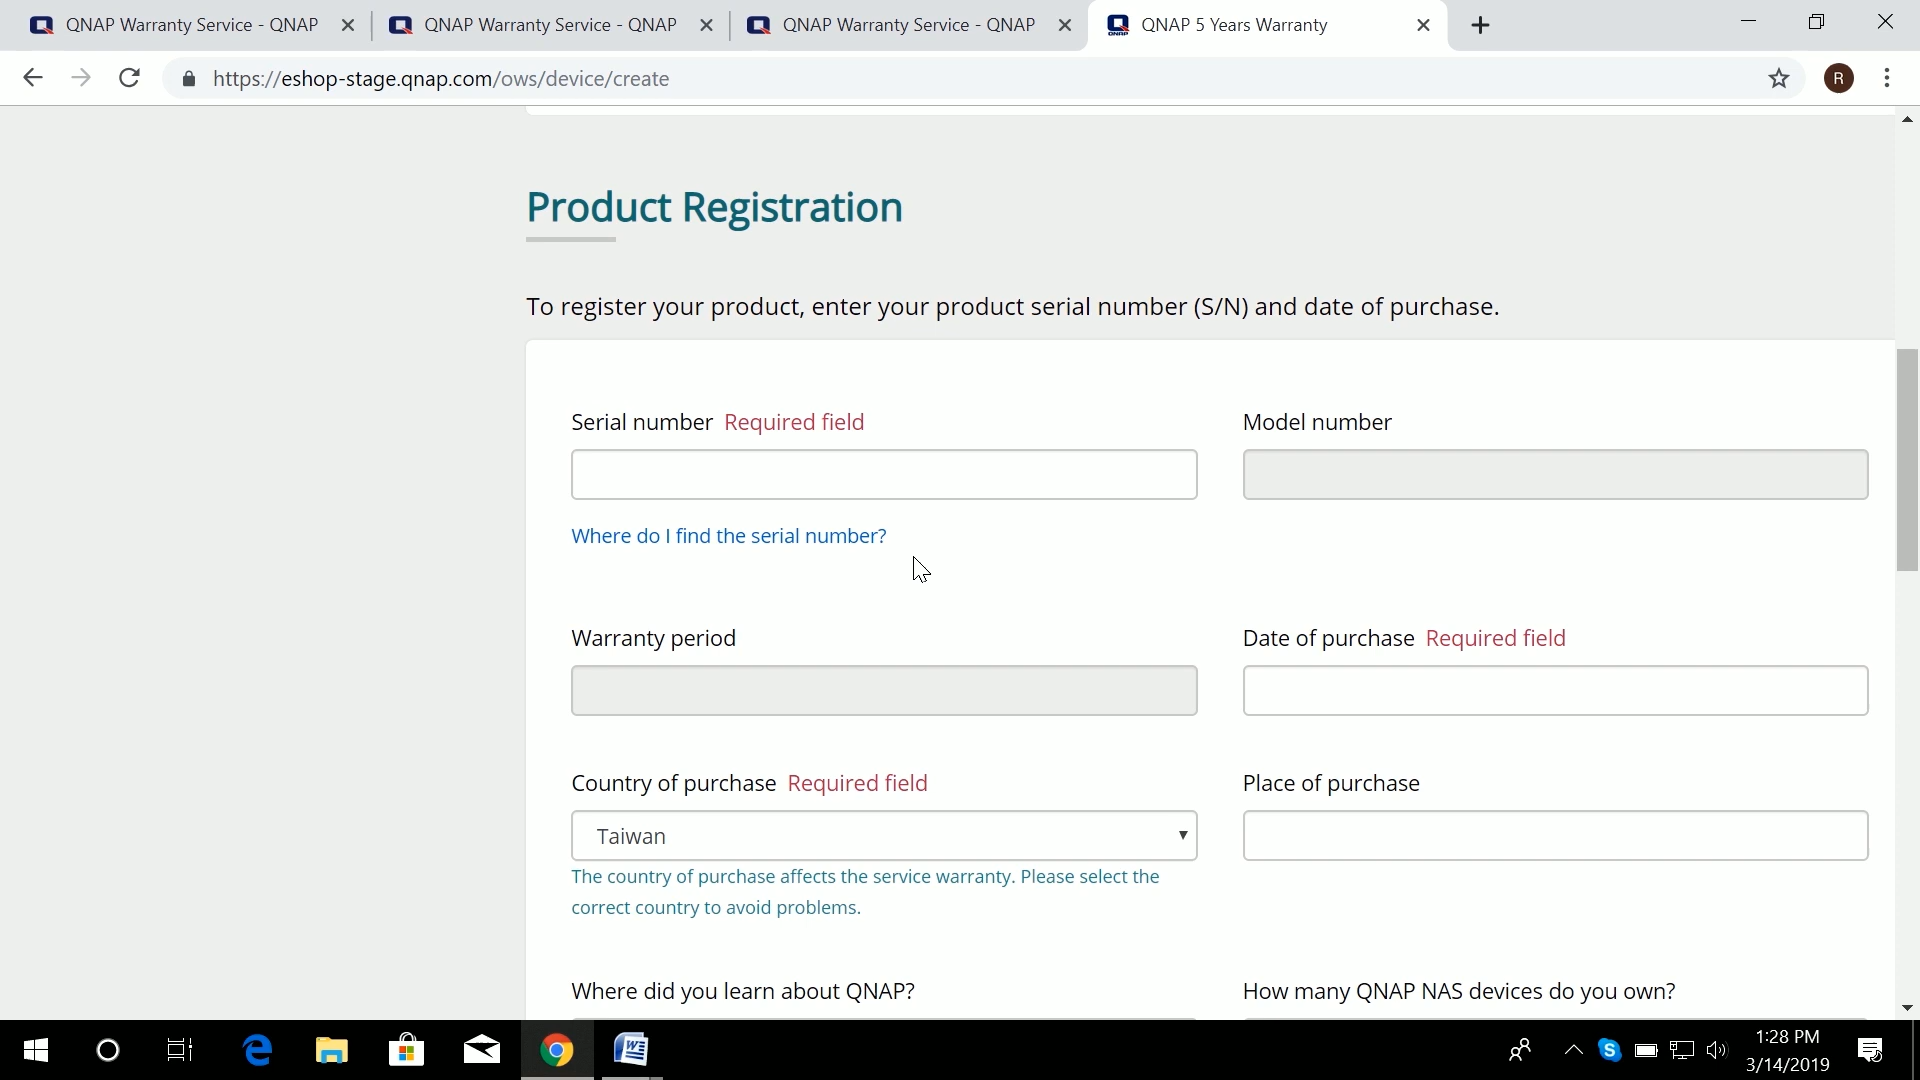 QNAP Warranty Service - QNAP
QNAP Warranty Service - QNAP
QNAP Warranty Service - QNAP
QNAP 5 Years Warranty
https://eshop-stage.qnap.com/ows/device/create
R
Product Registration
To register your product, enter your product serial number (S/N) and date of purchase.
Serial number Required field
Model number
Where do I find the serial number?
Warranty period
Date of purchase Required field
Country of purchase Required field
Place of purchase
Taiwan
The country of purchase affects the service warranty. Please select the
correct country to avoid problems.
Where did you learn about QNAP?
How many QNAP NAS devices do you own?
1:28 PM
3/14/2019